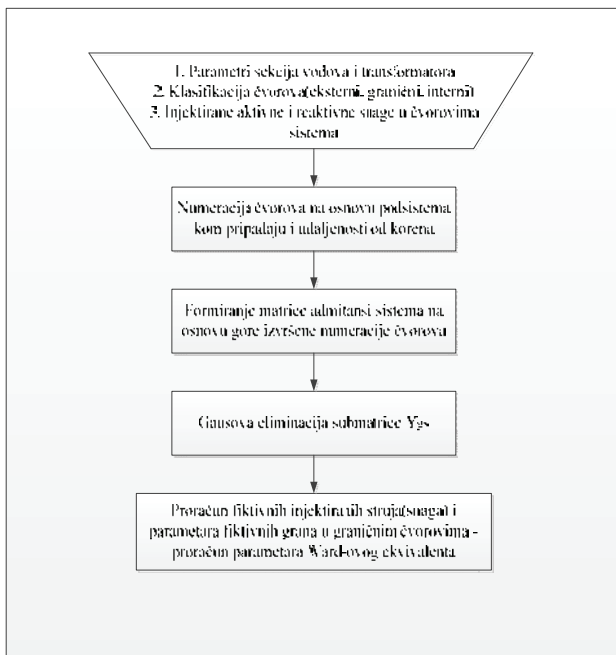 1. Parametri sekcija vodova i transformatora
2. Klasifikacija čvorova(eksterni, granični, interni)
3. Injektirane aktivne i reaktivne snage u čvorovima
sistema
Numeracija čvorova na osnovu podsistema
kom pripadaju i udaljenosti od korena
Formiranje matrice admitansi sistema na
osnovu gore izvršene numeracije čvorova
Gausova eliminacija submatrice
Proračun fiktivnih injektiranih struja(snaga) i
parametara fiktivnih grana u graničnim čvorovima -
proračun parametara Ward-ovog ekvivalenta